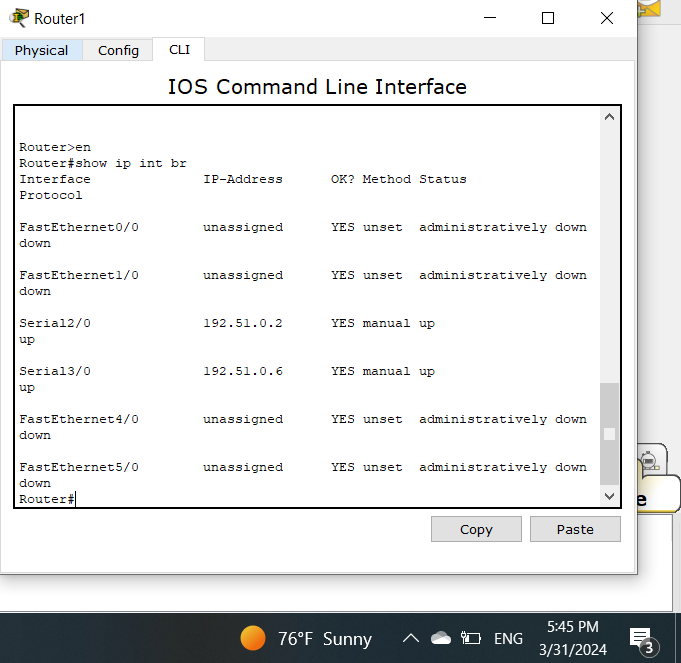 Router1
Physical Config CLI
IOS Command Line Interface
Router>en
Router#show ip int br
Interface IP-Address OK? Method Status
Protocol
FastEthernet0/0 unassigned YES unset administratively down
down
FastEthernet1/0 unassigned YES unset administratively down
down
Serial2/0 192.51.0.2 YES manual up
up
Serial3/0 192.51.0.6 YES manual up
up
FastEthernet4/0 unassigned YES unset administratively down
down
FastEthernet5/0 unassigned YES unset administratively down
down
Router#
Copy Paste
e
76°F Sunny
ENG
5:45 PM
3/31/2024
3